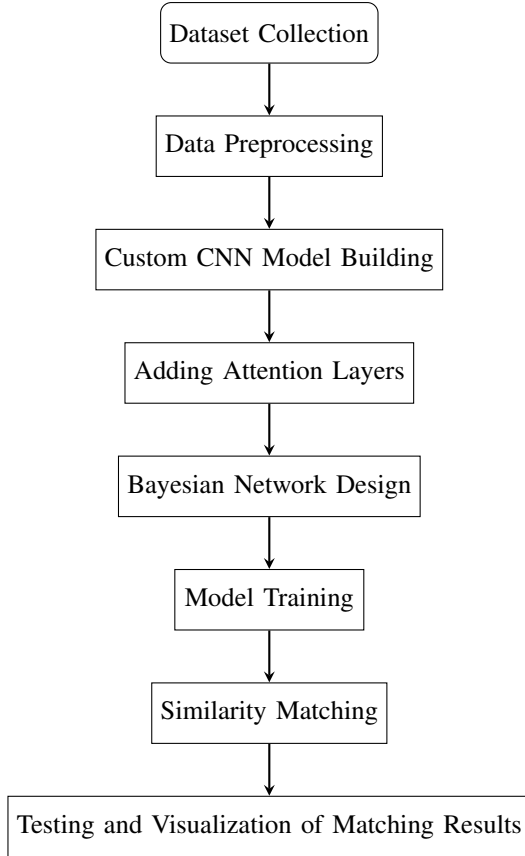 Dataset Collection
Data Preprocessing
Custom CNN Model Building
Adding Attention Layers
Bayesian Network Design
Model Training
Similarity Matching
Testing and Visualization of Matching Results